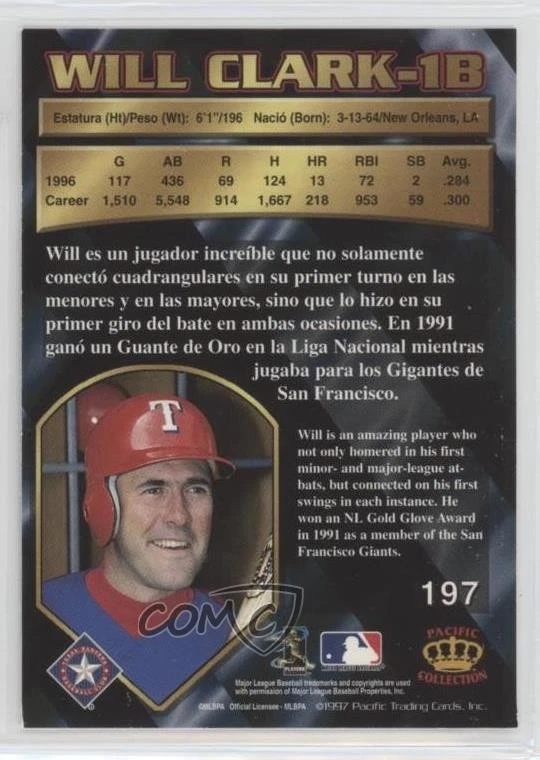 WILL CLARK-1B
Estatura (Ht)/Peso (Wt): 6'1"/196 Nació (Born): 3-13-64/New Orleans, LA
G AB R H HR RBI SB Avg.
1996 117 436 69 124 13 72 2 .284
Career 1,510 5,548 914 1,667 218 953 59 .300
Will es un jugador increíble que no solamente
conectó cuadrangulares en su primer turno en las
menores y en las mayores, sino que lo hizo en su
primer giro del bate en ambas ocasiones. En 1991
ganó un Guante de Oro en la Liga Nacional mientras
jugaba para los Gigantes de
San Francisco.
Will is an amazing player who
not only homered in his first
minor- and major-league at-
bats, but connected on his first
swings in each instance. He
won an NL Gold Glove Award
in 1991 as a member of the San
Francisco Giants.
T
197
COMC
PACIFIC
COLLECTION
PLAYERS
TEXAS RANGERS
BASEBALL CLUB
®
Major League Baseball trademarks and copyrights are used
with permission of Major League Baseball Properties, Inc.
©MLBPA Official Licensee - MLBPA ©1997 Pacific Trading Cards, Inc.